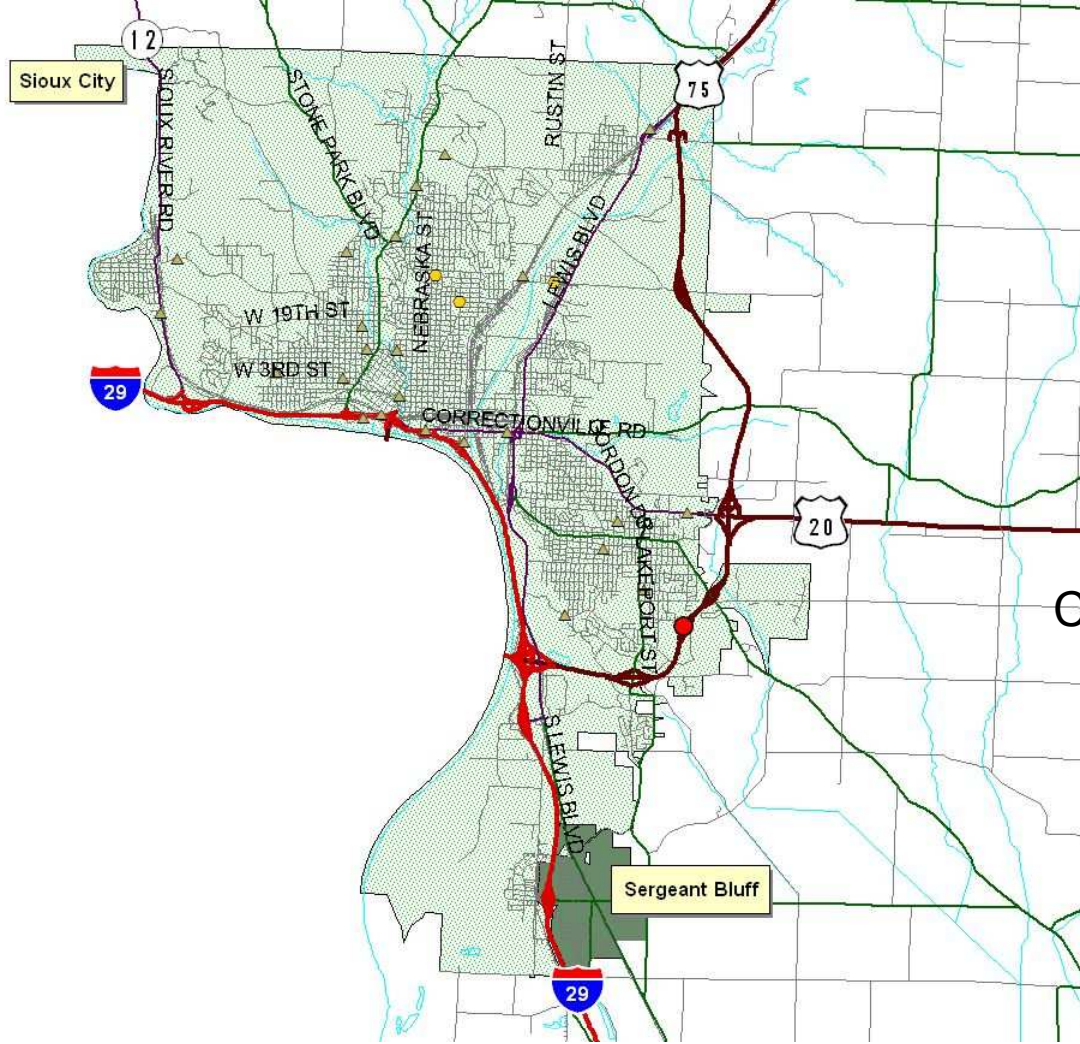 12
Sioux City
75
RUSTIN ST
SIOUX RIVER RD
STONE PARK BLVD
LEWIS BLVD
NEBRASKA ST
W 19TH ST
W 3RD ST
29
CORRECTIONVILLE RD
GORDON DR
20
S LAKEPORT ST
C
S LEWIS BLVD
Sergeant Bluff
29